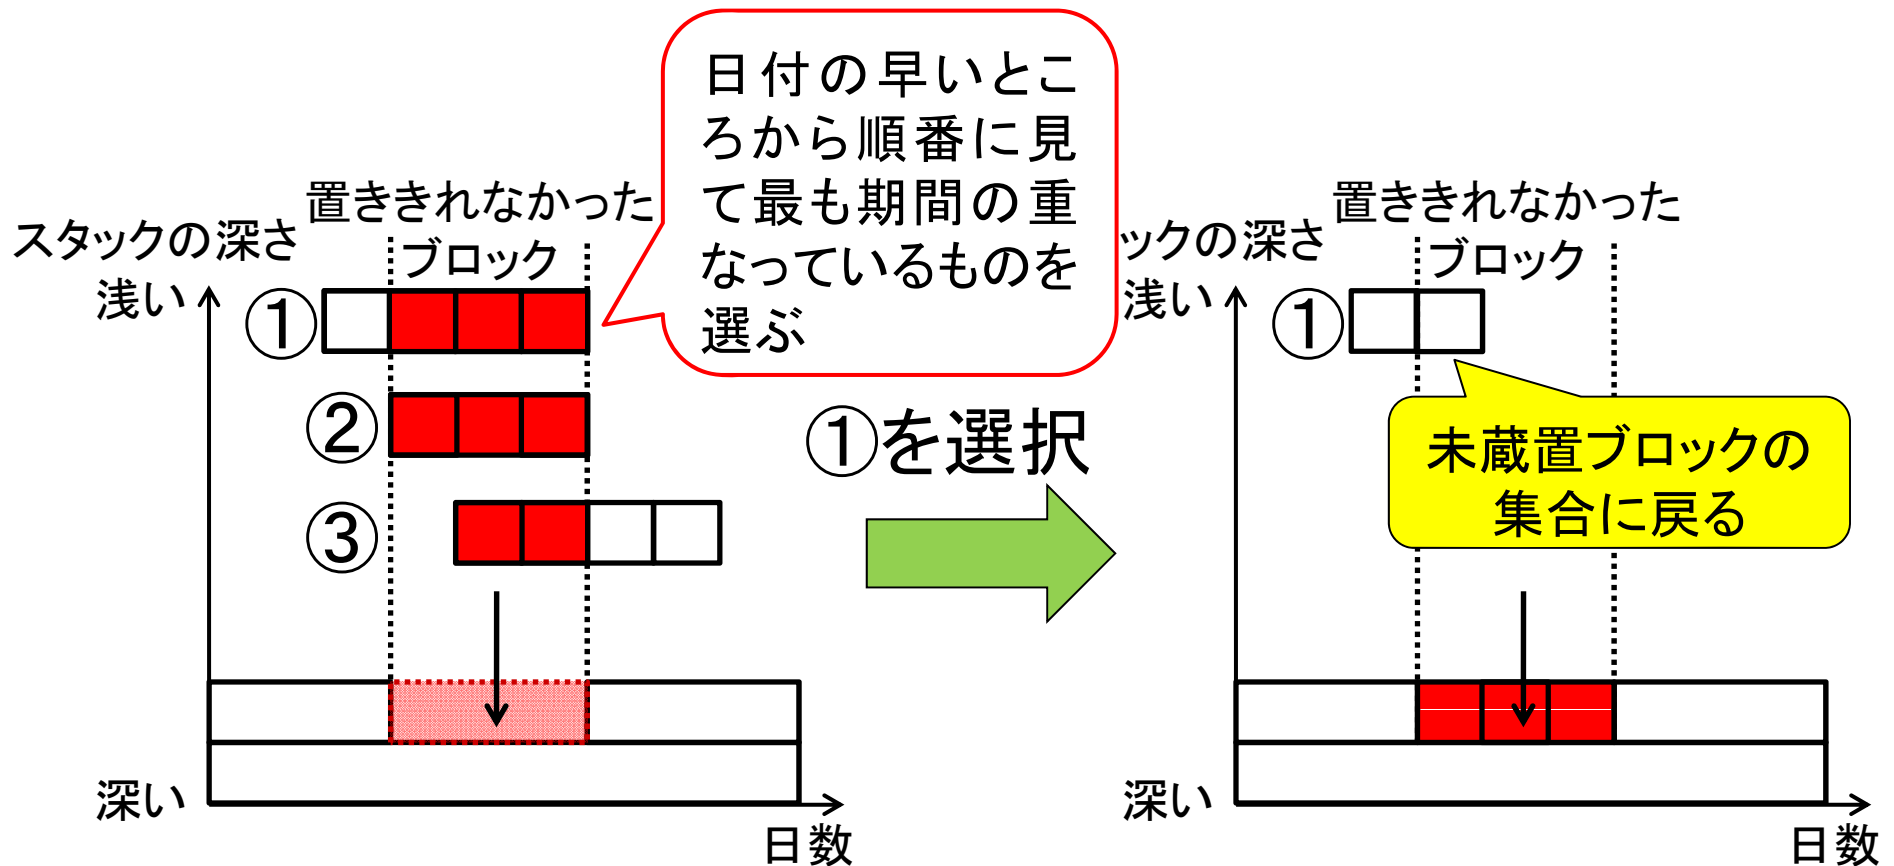 日付の早いとこ
ろから順番に見
て最も期間の重
なっているものを
選ぶ
置ききれなかった
ブロック
スタックの深さ
浅い
①
②
③
深い
日数
①を選択
置ききれなかった
ブロック
ックの深さ
浅い
①
未蔵置ブロックの
集合に戻る
深い
日数